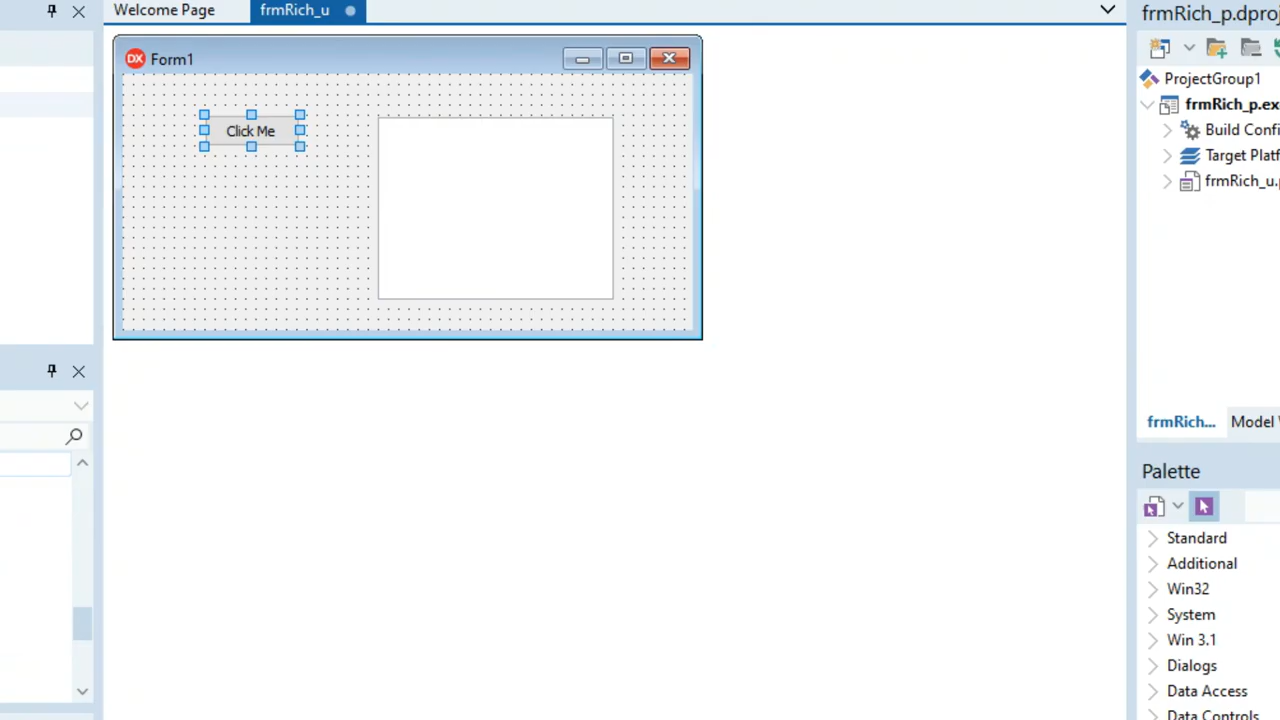 Welcome Page
frmRich_u
frmRich_p.dproj
DX Form1
Click Me
ProjectGroup1
frmRich_p.ex
Build Confi
Target Platf
frmRich_u.p
frmRich...
Model V
Palette
Standard
Additional
Win32
System
Win 3.1
Dialogs
Data Access
Data Controls